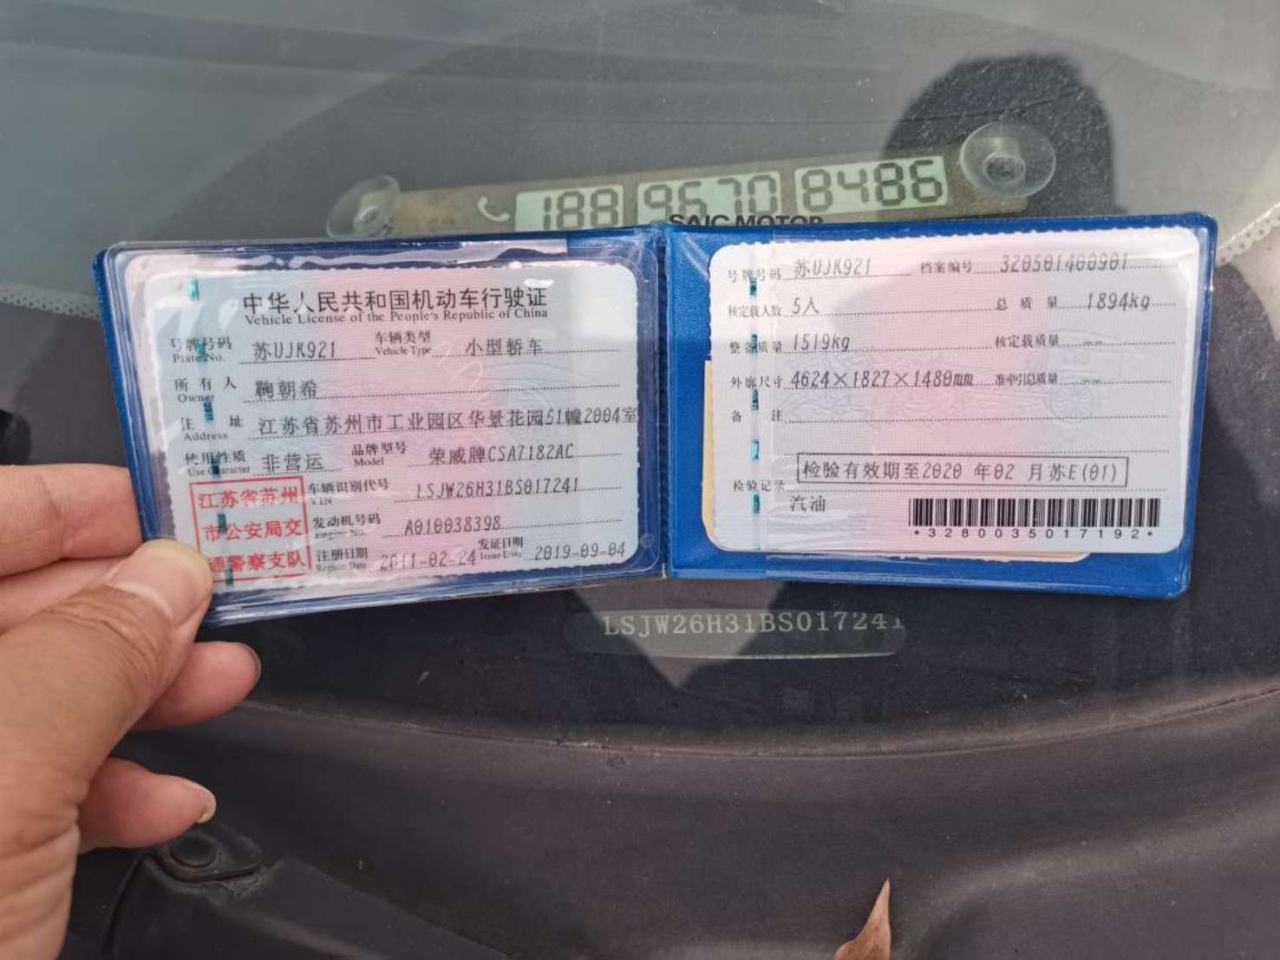 188 9670 8486
SAIC MOTOR
中华人民共和国机动车行驶证
Vehicle License of the People's Republic of China
号牌号码 苏UJK921 车辆类型 小型轿车
Plate No. Vehicle Type
所有人 鞠朝希
Owner
住址 江苏省苏州市工业园区华景花园51幢2004室
Address
使用性质 非营运 品牌型号 荣威牌CSA7182AC
Use Character Model
江苏省苏州
市公安局交
通警察支队
车辆识别代号 LSJW26H31BS017241
VIN
发动机号码 A010038398
Engine No.
注册日期 2011-02-24 发证日期 2019-09-04
Register Date Issue Date
号牌号码 苏UJK921 档案编号 320501400901
核定载人数 5人 总质量 1894kg
整备质量 1519kg 核定载质量 --
外廓尺寸 4624×1827×1480mm 准牵引总质量 --
备注
检验有效期至2020 年02 月苏E(01)
检验记录
汽油
*3280035017192*
LSJW26H31BS017241